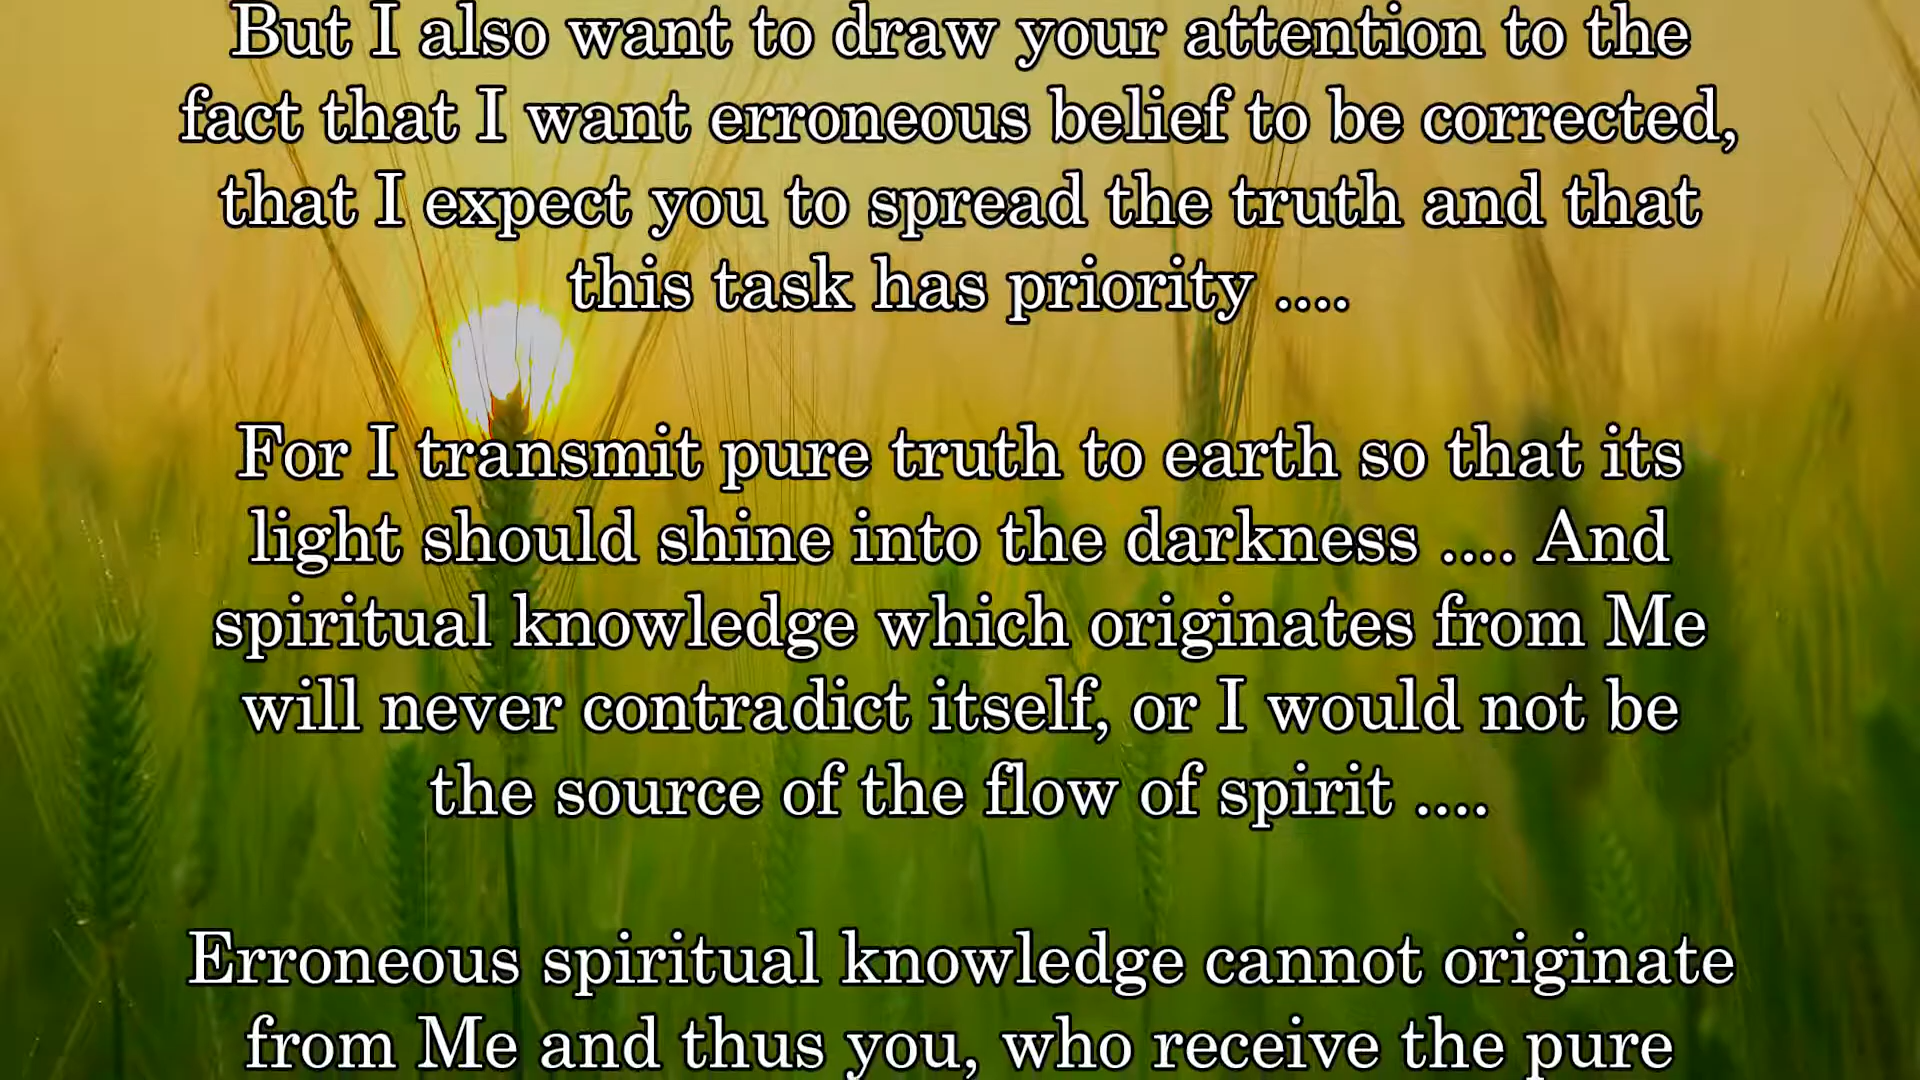 But I also want to draw your attention to the
fact that I want erroneous belief to be corrected,
that I expect you to spread the truth and that
this task has priority ....
For I transmit pure truth to earth so that its
light should shine into the darkness .... And
spiritual knowledge which originates from Me
will never contradict itself, or I would not be
the source of the flow of spirit ....
Erroneous spiritual knowledge cannot originate
from Me and thus you, who receive the pure